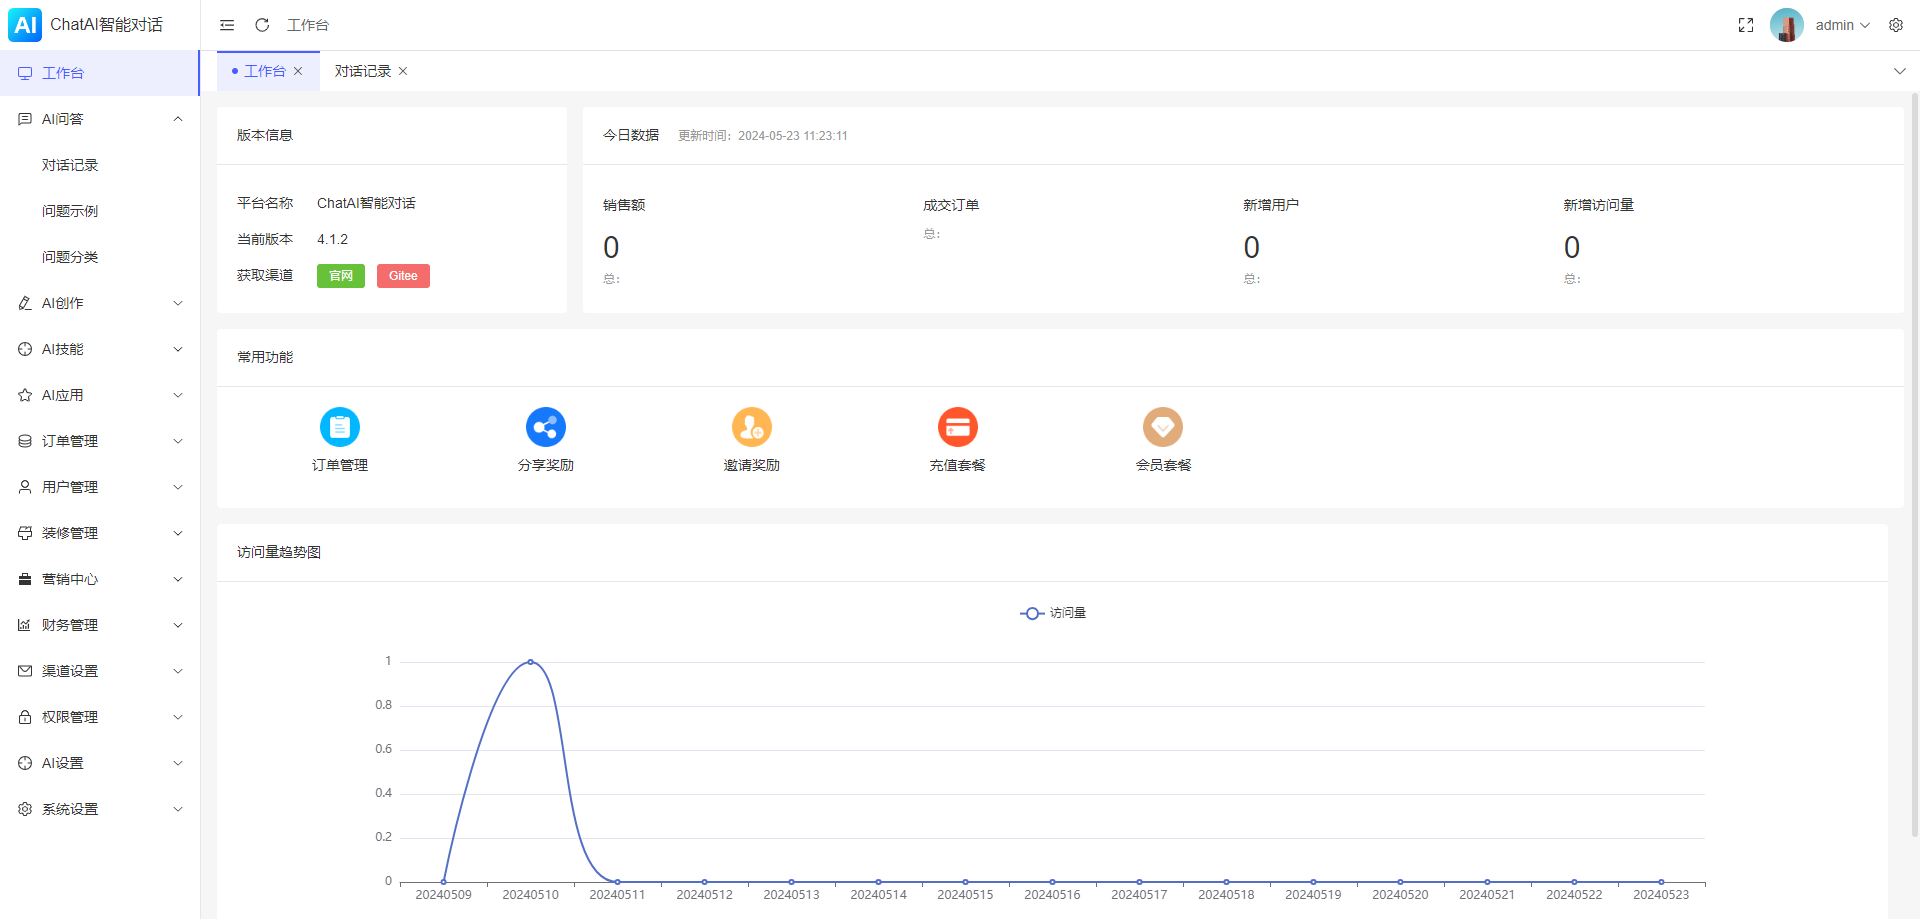 AI ChatAI智能对话
工作台
admin
工作台
对话记录
工作台
AI问答
对话记录
问题示例
问题分类
AI创作
AI技能
AI应用
订单管理
用户管理
装修管理
营销中心
财务管理
渠道设置
权限管理
AI设置
系统设置
版本信息
平台名称 ChatAI智能对话
当前版本 4.1.2
获取渠道 官网 Gitee
今日数据 更新时间：2024-05-23 11:23:11
销售额 成交订单 新增用户 新增访问量
总：
0 0 0
总： 总： 总：
常用功能
订单管理 分享奖励 邀请奖励 充值套餐 会员套餐
访问量趋势图
访问量
1
0.8
0.6
0.4
0.2
0
20240509 20240510 20240511 20240512 20240513 20240514 20240515 20240516 20240517 20240518 20240519 20240520 20240521 20240522 20240523